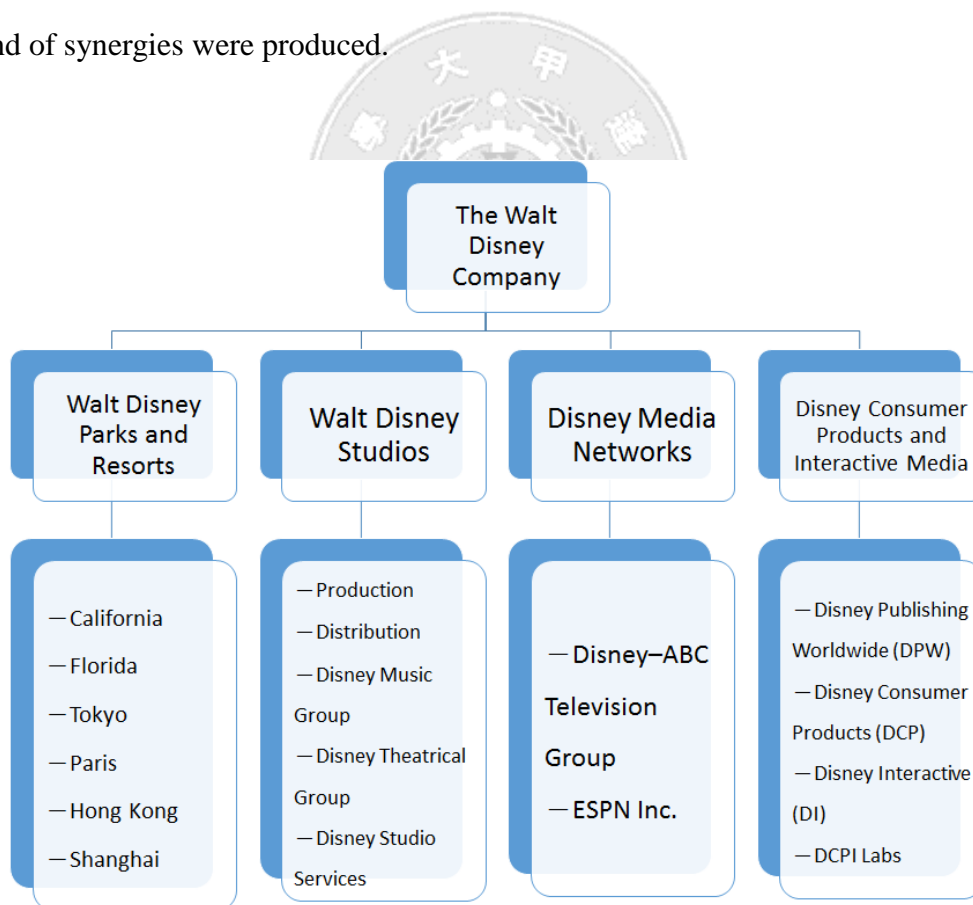 nd of synergies were produced.
大 甲
The Walt
Disney
Company
Walt Disney
Parks and
Resorts
Walt Disney
Studios
Disney Media
Networks
Disney Consumer
Products and
Interactive Media
－California
－Florida
－Tokyo
－Paris
－Hong Kong
－Shanghai
－Production
－Distribution
－Disney Music
Group
－Disney Theatrical
Group
－Disney Studio
Services
－Disney–ABC
Television
Group
－ESPN Inc.
－Disney Publishing
Worldwide (DPW)
－Disney Consumer
Products (DCP)
－Disney Interactive
(DI)
－DCPI Labs